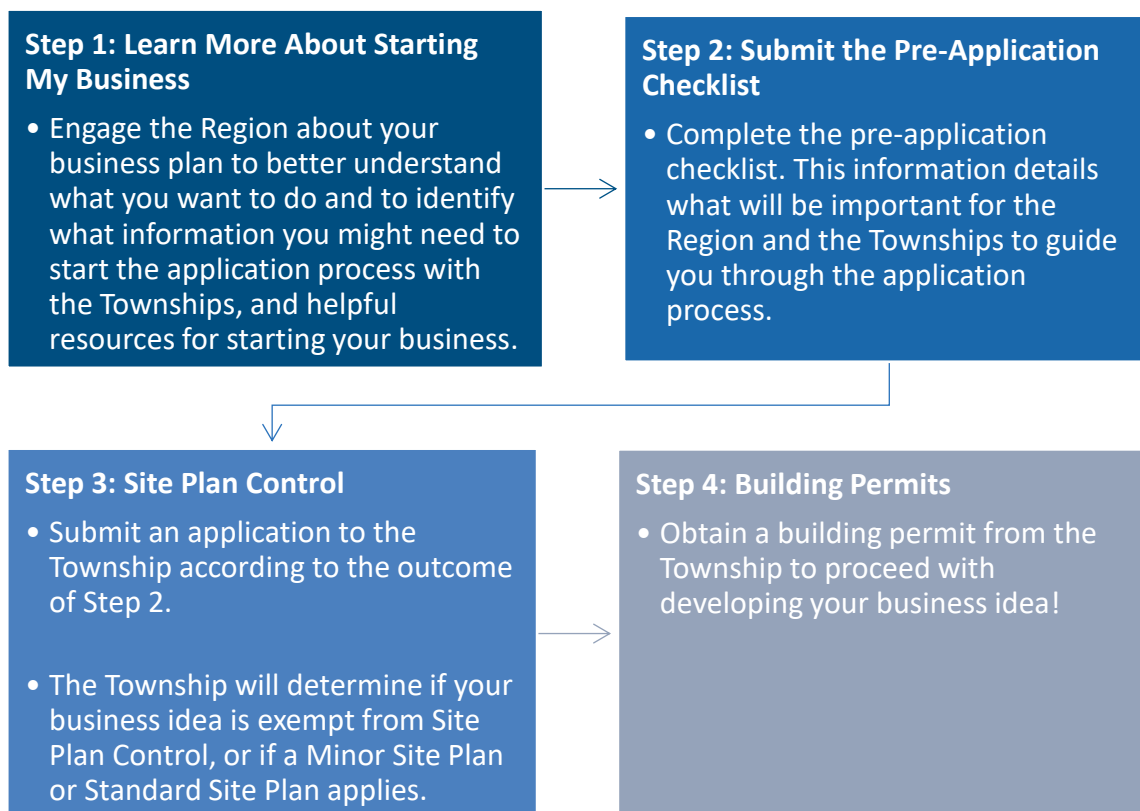 Step 1: Learn More About Starting
My Business
• Engage the Region about your
business plan to better understand
what you want to do and to identify
what information you might need to
start the application process with
the Townships, and helpful
resources for starting your business.
Step 2: Submit the Pre-Application
Checklist
• Complete the pre-application
checklist. This information details
what will be important for the
Region and the Townships to guide
you through the application
process.
Step 3: Site Plan Control
• Submit an application to the
Township according to the outcome
of Step 2.
• The Township will determine if your
business idea is exempt from Site
Plan Control, or if a Minor Site Plan
or Standard Site Plan applies.
Step 4: Building Permits
• Obtain a building permit from the
Township to proceed with
developing your business idea!